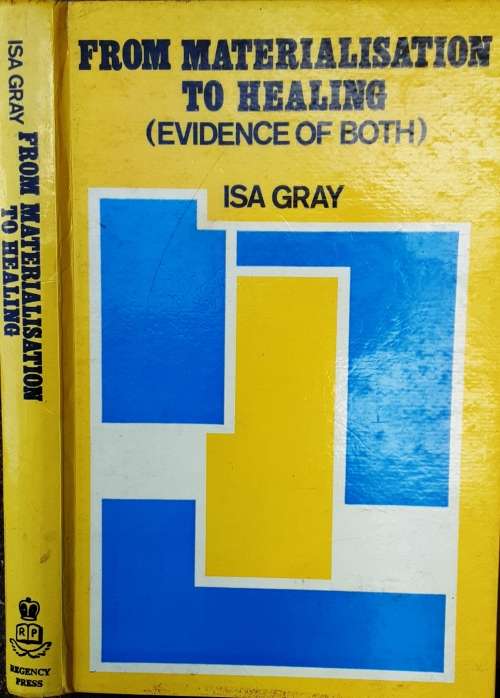 ISA GRAY
FROM MATERIALISATION
TO HEALING
RP
REGENCY
PRESS
FROM MATERIALISATION
TO HEALING
(EVIDENCE OF BOTH)
ISA GRAY